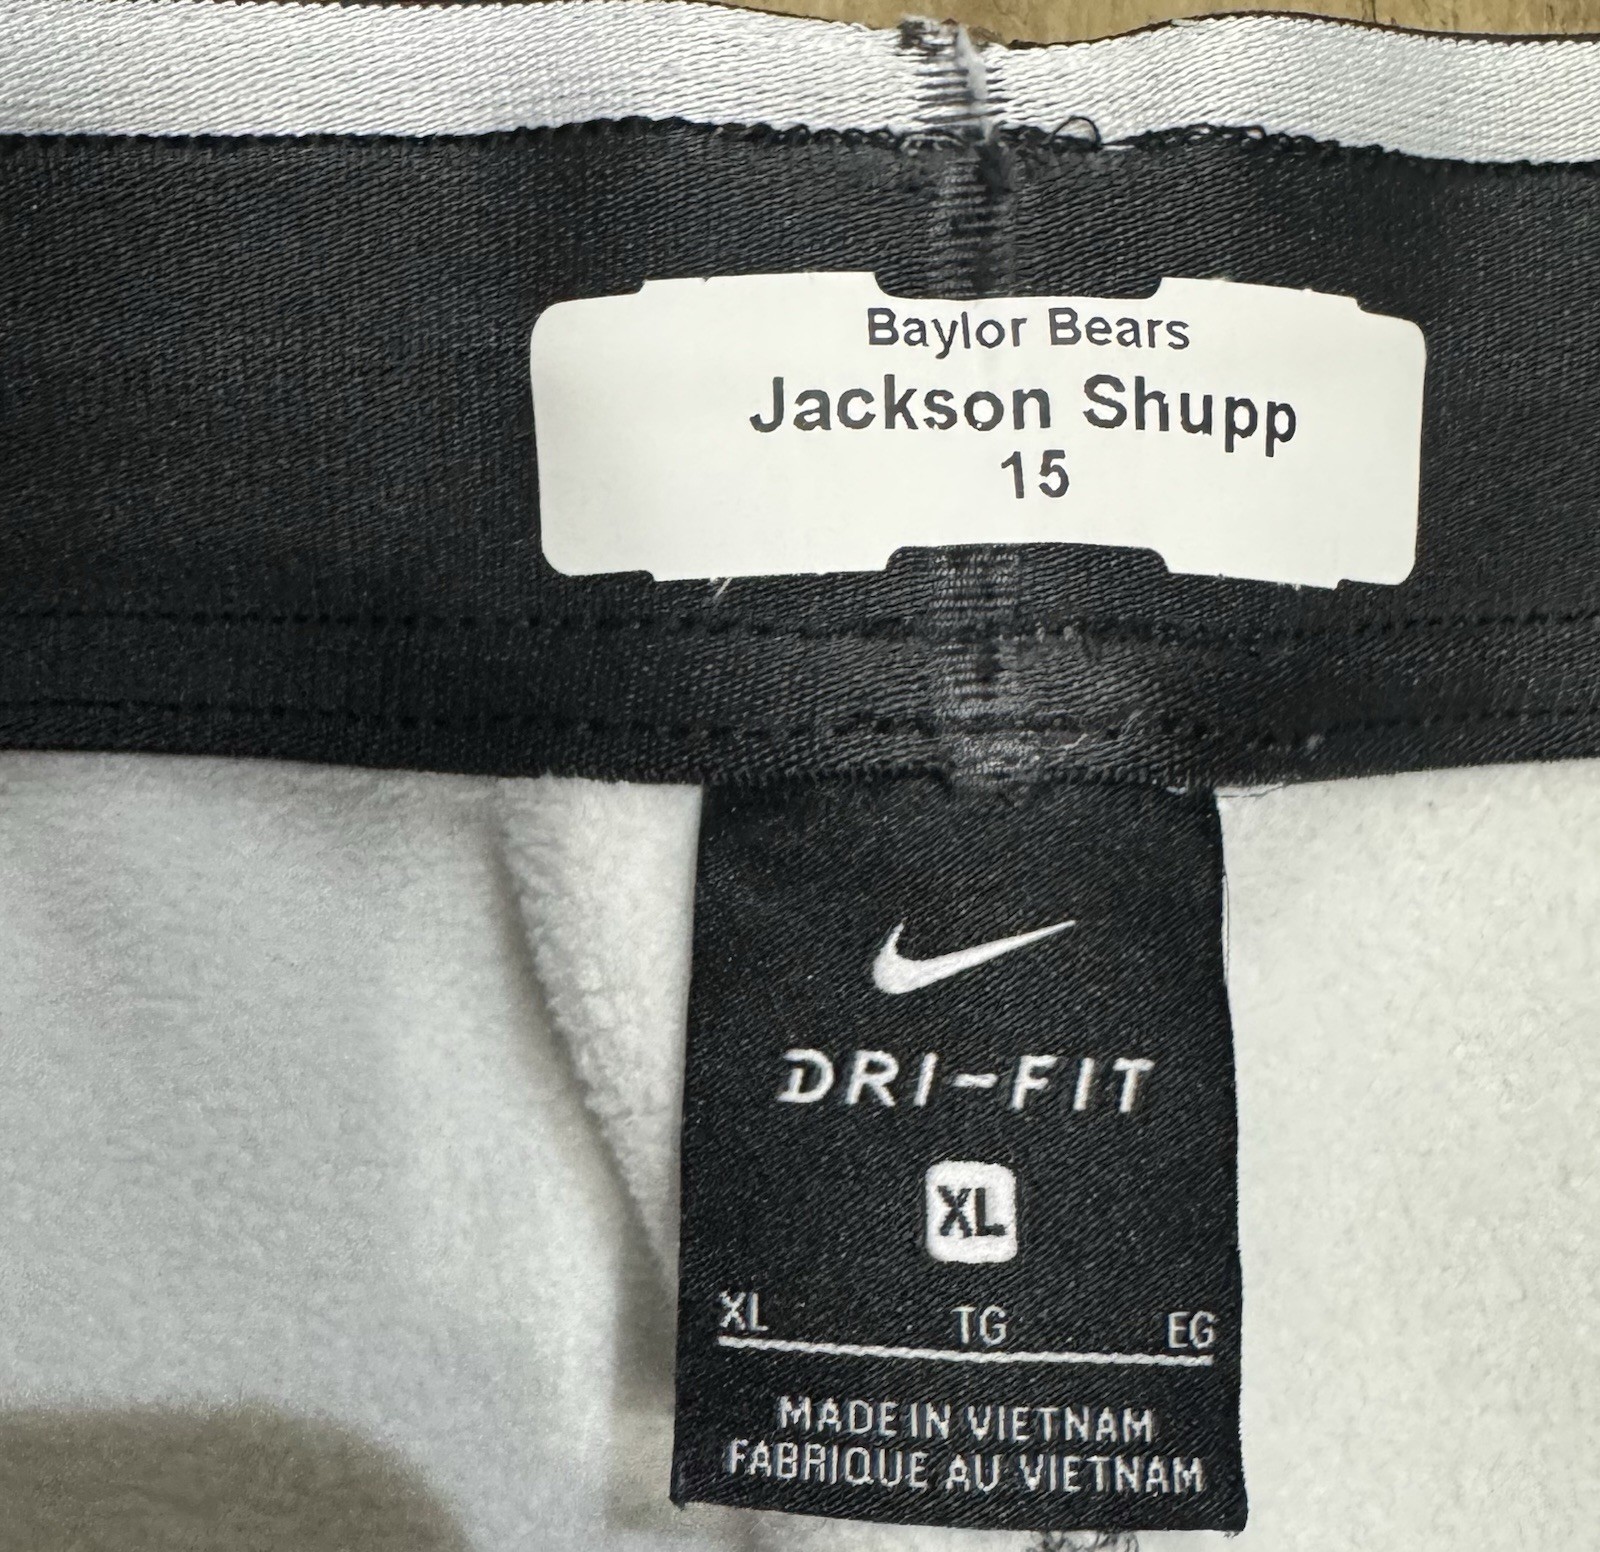 Baylor Bears
Jackson Shupp
15
DRI-FIT
XL
XL TG EG
MADE IN VIETNAM
FABRIQUE AU VIETNAM